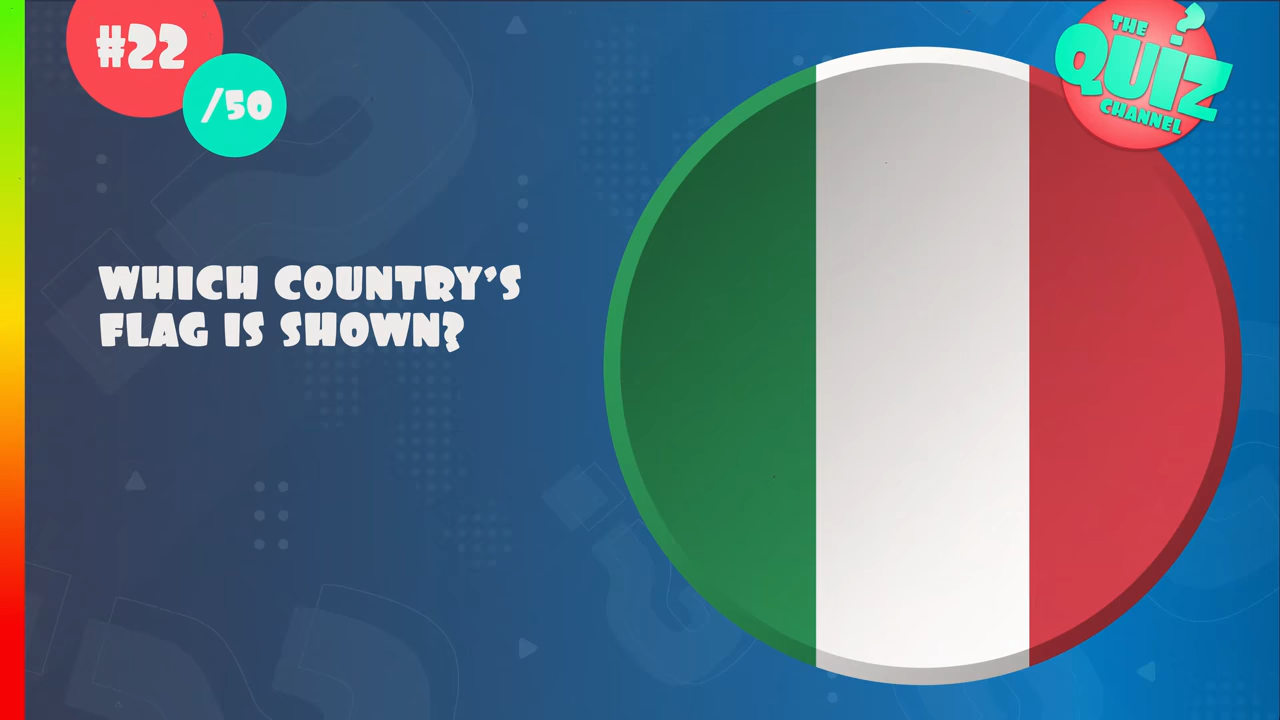 #22
/50
THE
QUIZ
CHANNEL
WHICH COUNTRY'S
FLAG IS SHOWN?